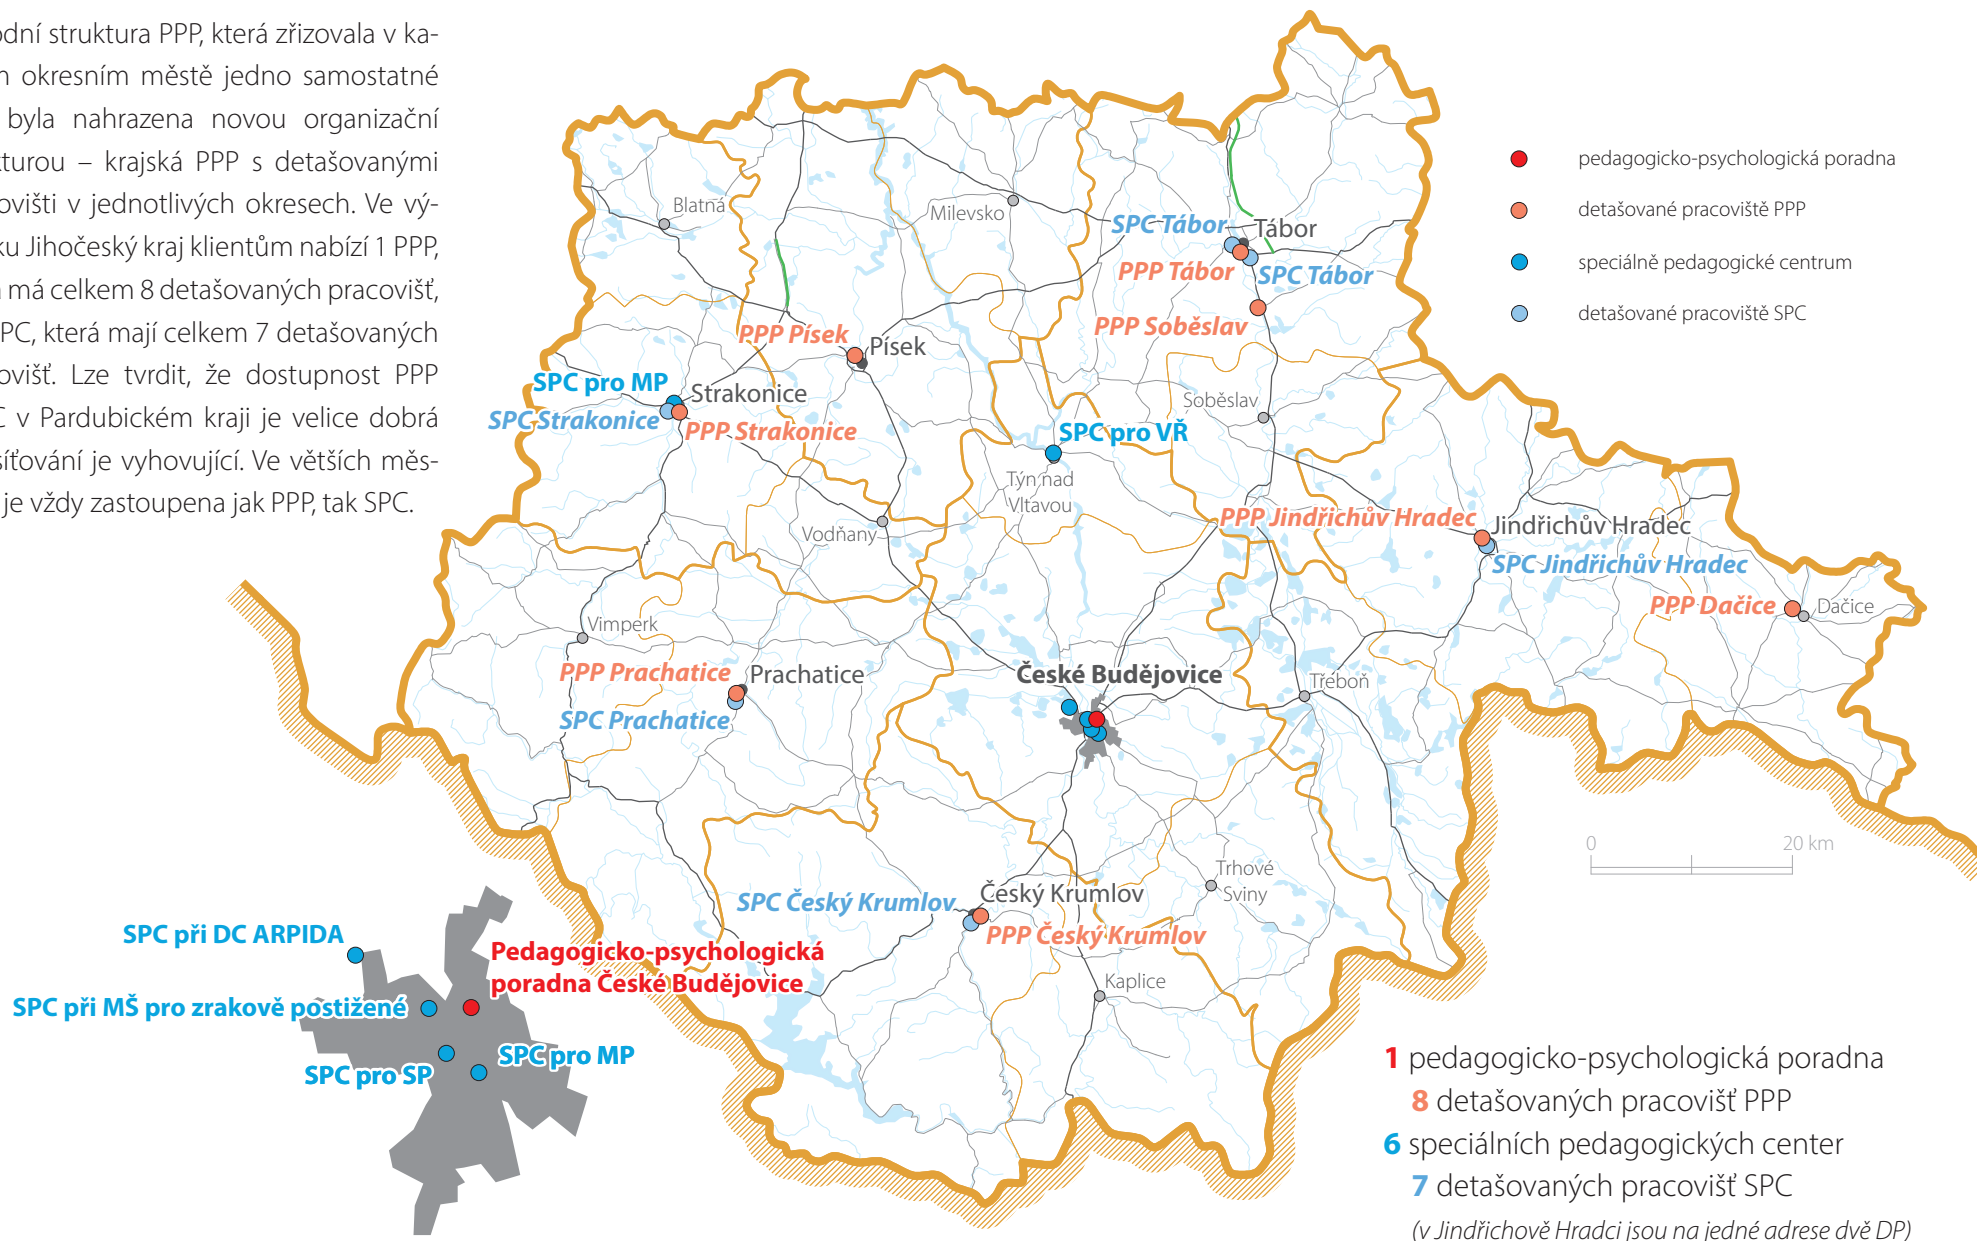 odní struktura PPP, která zřizovala v ka-
n okresním městě jedno samostatné
byla nahrazena novou organizační
kturou – krajská PPP s detašovanými
ovišti v jednotlivých okresech. Ve vý-
ku Jihočeský kraj klientům nabízí 1 PPP,
má celkem 8 detašovaných pracovišť,
PC, která mají celkem 7 detašovaných
ovišť. Lze tvrdit, že dostupnost PPP
C v Pardubickém kraji je velice dobrá
síťování je vyhovující. Ve větších měs-
je vždy zastoupena jak PPP, tak SPC.
pedagogicko-psychologická poradna
detašované pracoviště PPP
speciálně pedagogické centrum
detašované pracoviště SPC
Blatná
Milevsko
SPC Tábor
Tábor
PPP Tábor
SPC Tábor
PPP Soběslav
PPP Písek
Písek
SPC pro MP
Strakonice
SPC Strakonice
PPP Strakonice
Soběslav
SPC pro VŘ
Týn nad
Vltavou
Vodňany
PPP Jindřichův Hradec
Jindřichův Hradec
SPC Jindřichův Hradec
PPP Dačice
Dačice
Vimperk
PPP Prachatice
Prachatice
SPC Prachatice
České Budějovice
Třeboň
0
20 km
Trhové
Sviny
SPC Český Krumlov
Český Krumlov
PPP Český Krumlov
Kaplice
SPC při DC ARPIDA
Pedagogicko-psychologická
poradna České Budějovice
SPC při MŠ pro zrakově postižené
SPC pro MP
SPC pro SP
1 pedagogicko-psychologická poradna
8 detašovaných pracovišť PPP
6 speciálních pedagogických center
7 detašovaných pracovišť SPC
(v Jindřichově Hradci jsou na jedné adrese dvě DP)